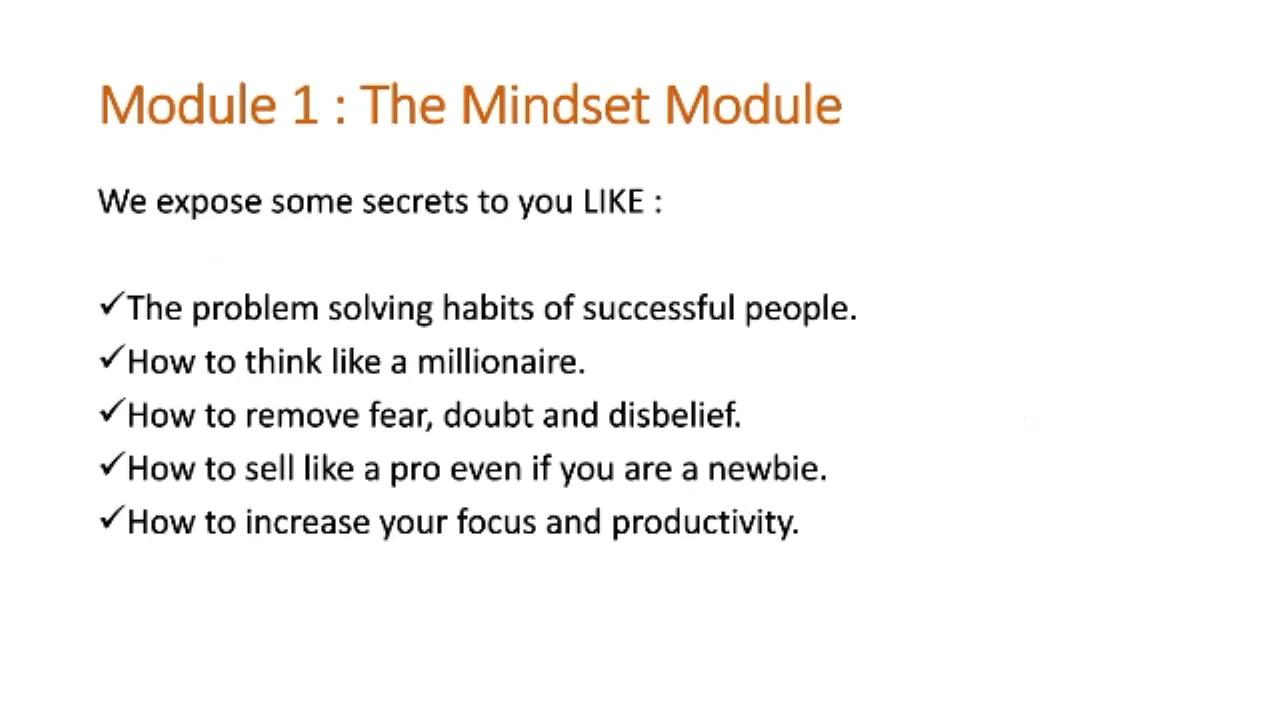 Module 1 : The Mindset Module
We expose some secrets to you LIKE :
✓The problem solving habits of successful people.
✓How to think like a millionaire.
✓How to remove fear, doubt and disbelief.
✓How to sell like a pro even if you are a newbie.
✓How to increase your focus and productivity.